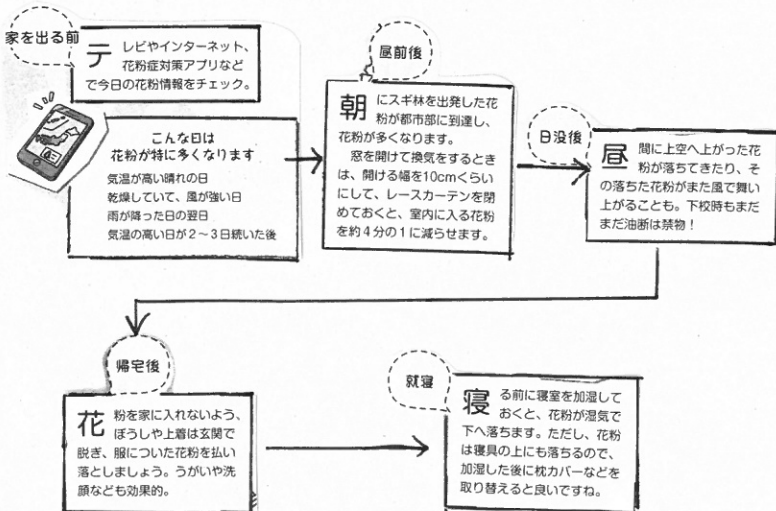 家を出る前
テレビやインターネット、
花粉症対策アプリなど
で今日の花粉情報をチェック。
こんな日は
花粉が特に多くなります
気温が高い晴れの日
乾燥していて、風が強い日
雨が降った日の翌日
気温の高い日が2~3日続いた後
昼前後
朝にスギ林を出発した花
粉が都市部に到達し、
花粉が多くなります。
窓を開けて換気をするとき
は、開ける幅を10cmくらい
にして、レースカーテンを閉
めておくと、室内に入る花粉
を約4分の1に減らせます。
日没後
昼間に上空へ上がった花
粉が落ちてきたり、そ
の落ちた花粉がまた風で舞い
上がることも。下校時もまだ
まだ油断は禁物!
帰宅後
花粉を家に入れないよう、
ぼうしや上着は玄関で
脱ぎ、服についた花粉を払い
落としましょう。うがいや洗
顔なども効果的。
就寝
寝る前に寝室を加湿して
おくと、花粉が湿気で
下へ落ちます。ただし、花粉
は寝具の上にも落ちるので、
加湿した後に枕カバーなどを
取り替えると良いですね。